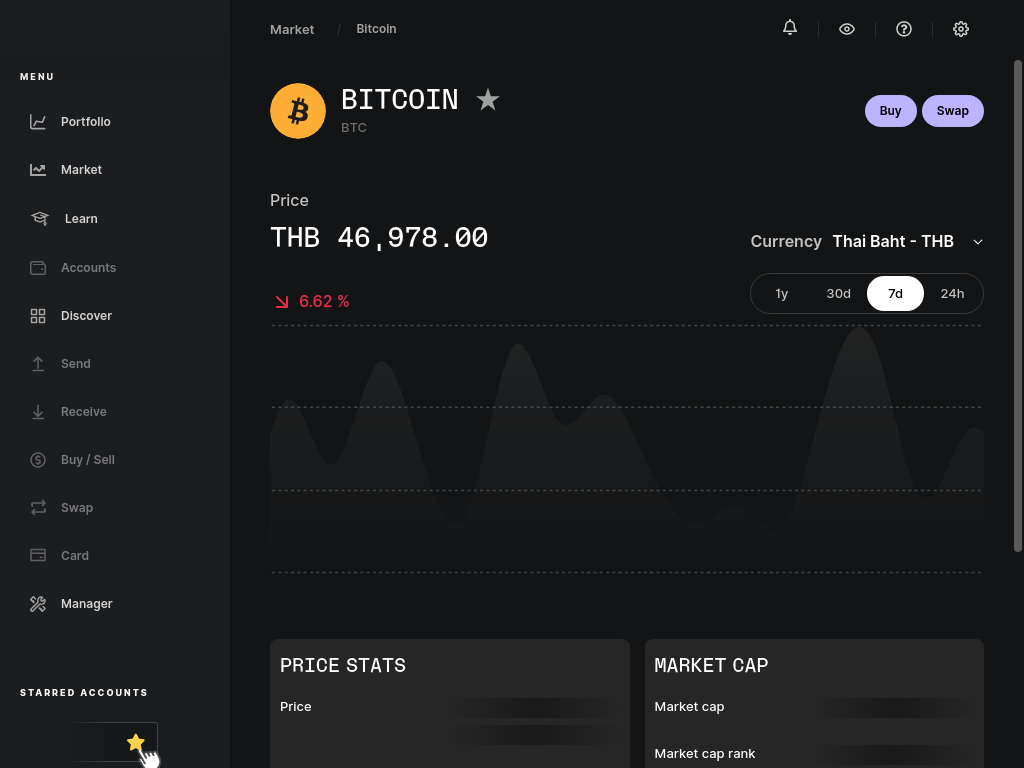 Market / Bitcoin
MENU
Portfolio
Market
Learn
Accounts
Discover
Send
Receive
Buy / Sell
Swap
Card
Manager
STARRED ACCOUNTS
BITCOIN
BTC
Buy
Swap
Price
THB 46,978.00
Currency Thai Baht - THB
6.62 %
1y 30d 7d 24h
PRICE STATS
Price
MARKET CAP
Market cap
Market cap rank